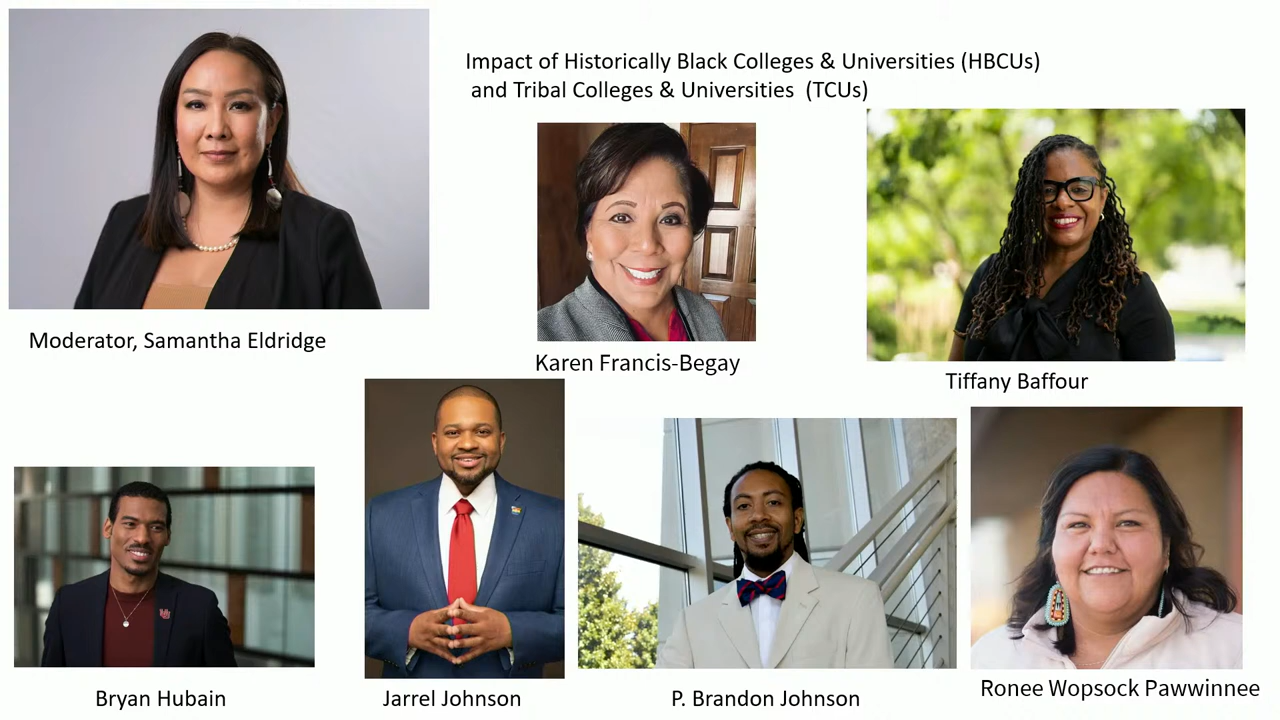 Impact of Historically Black Colleges & Universities (HBCUs)
and Tribal Colleges & Universities (TCUs)
Moderator, Samantha Eldridge
Karen Francis-Begay
Tiffany Baffour
Bryan Hubain
Jarrel Johnson
P. Brandon Johnson
Ronee Wopsock Pawwinnee